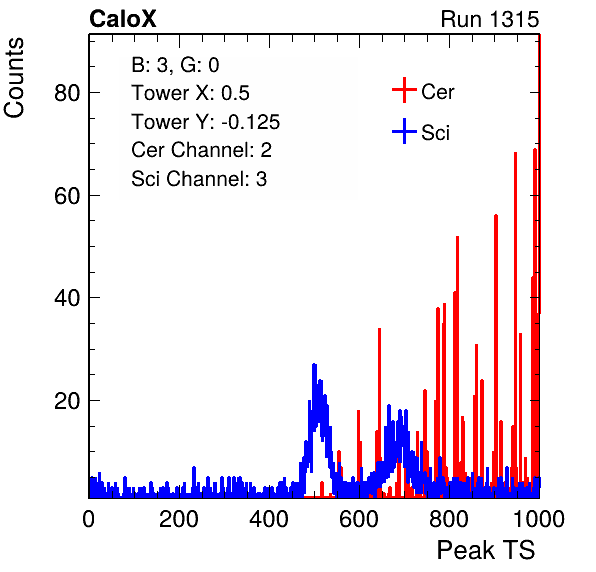 CaloX Run 1315
Counts
B: 3, G: 0
Tower X: 0.5
Tower Y: -0.125
Cer Channel: 2
Sci Channel: 3
Cer
Sci
80
60
40
20
0 200 400 600 800 1000
Peak TS